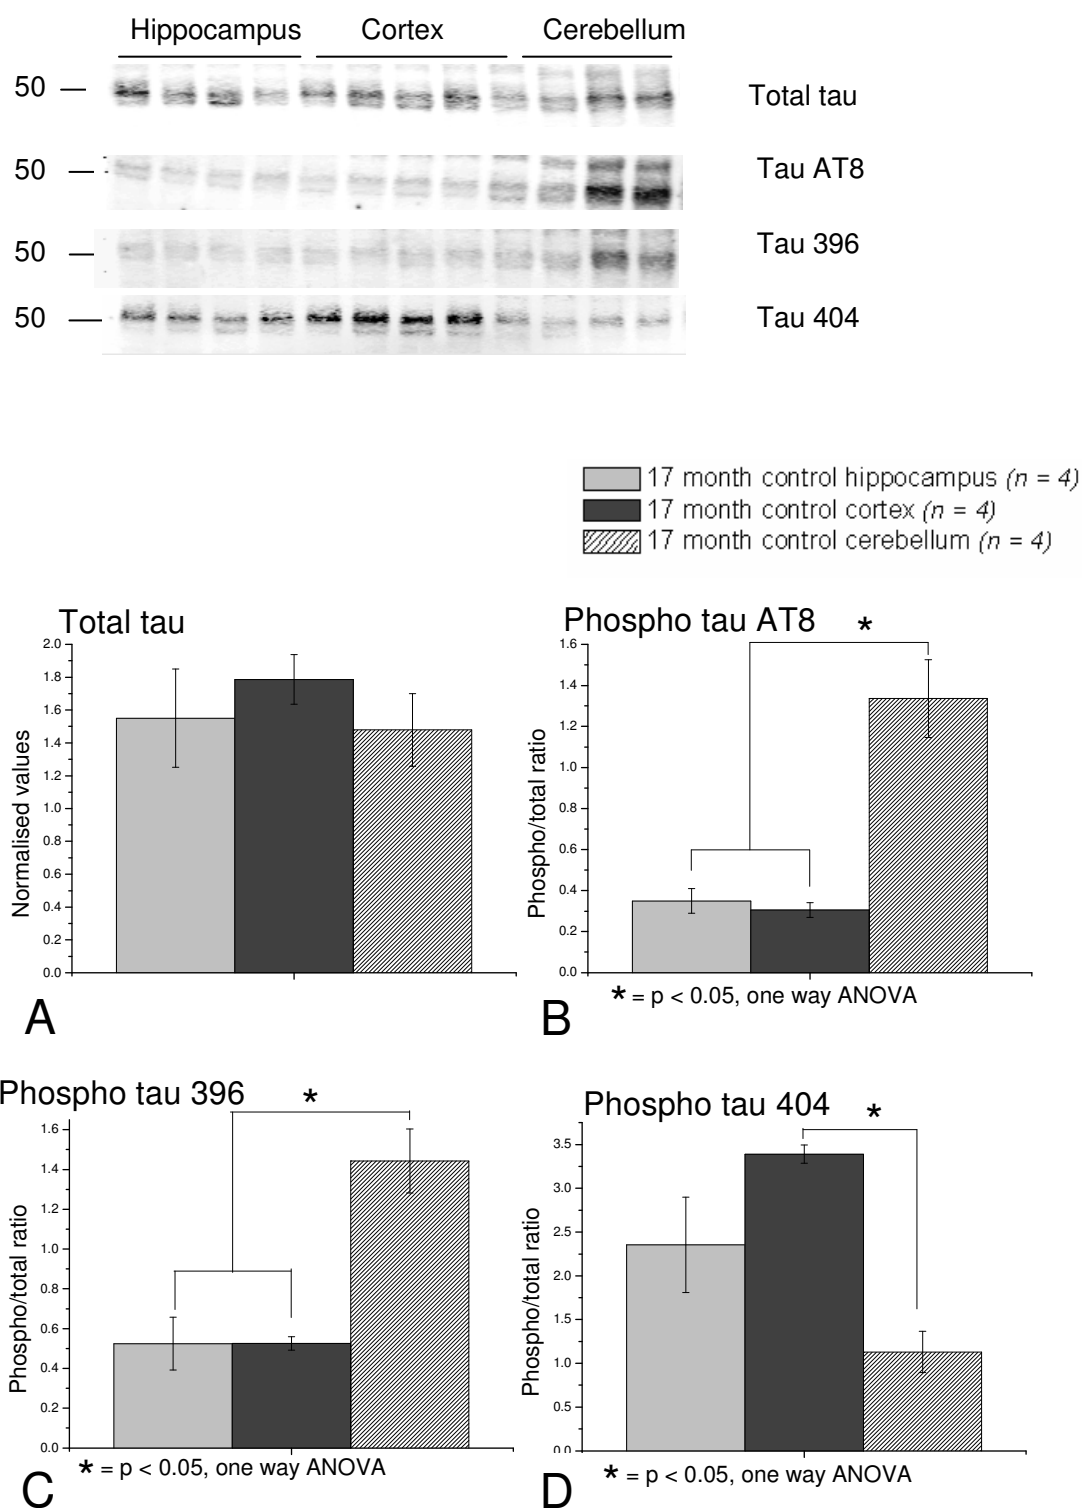 Hippocampus Cortex Cerebellum
50 Total tau
50 Tau AT8
50 Tau 396
50 Tau 404
17 month control hippocampus (n = 4)
17 month control cortex (n = 4)
17 month control cerebellum (n = 4)
Total tau
Normalised values
2.0
1.8
1.6
1.4
1.2
1.0
0.8
0.6
0.4
0.2
0.0
A
Phospho tau AT8 *
Phospho/total ratio
1.6
1.4
1.2
1.0
0.8
0.6
0.4
0.2
0.0
* = p < 0.05, one way ANOVA
B
Phospho tau 396 *
Phospho/total ratio
1.6
1.4
1.2
1.0
0.8
0.6
0.4
0.2
0.0
* = p < 0.05, one way ANOVA
C
Phospho tau 404 *
Phospho/total ratio
3.5
3.0
2.5
2.0
1.5
1.0
0.5
0.0
* = p < 0.05, one way ANOVA
D